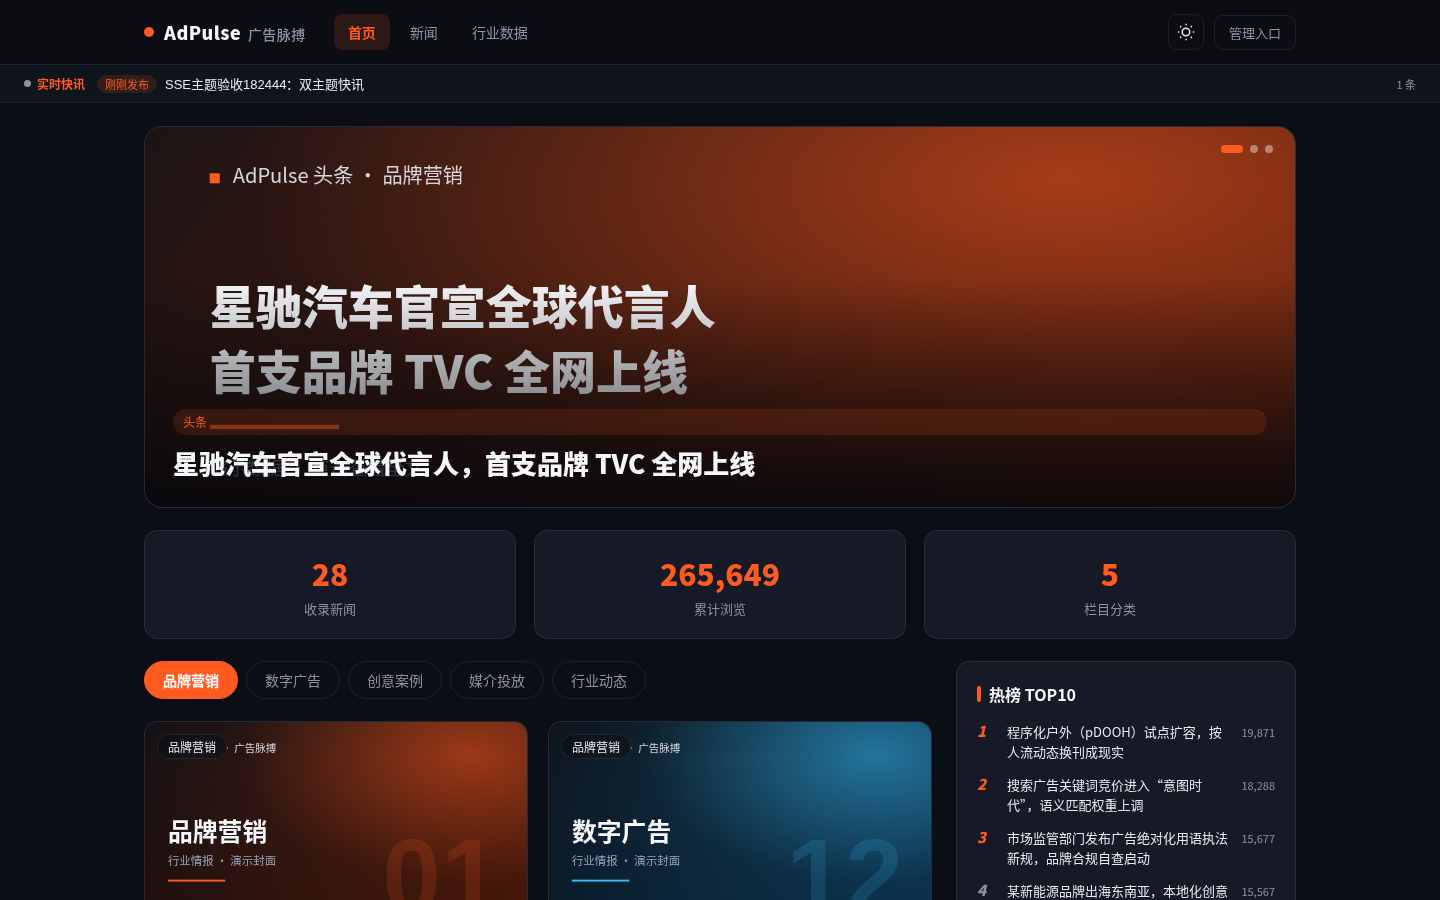 AdPulse 广告脉搏
首页
新闻
行业数据
管理入口
实时快讯
刚刚发布
SSE主题验收182444：双主题快讯
1 条
AdPulse 头条 · 品牌营销
星驰汽车官宣全球代言人
首支品牌 TVC 全网上线
头条
星驰汽车官宣全球代言人，首支品牌 TVC 全网上线
28
收录新闻
265,649
累计浏览
5
栏目分类
品牌营销
数字广告
创意案例
媒介投放
行业动态
品牌营销 · 广告脉搏
品牌营销
行业情报 · 演示封面
01
品牌营销 · 广告脉搏
数字广告
行业情报 · 演示封面
12
热榜 TOP10
1 程序化户外（pDOOH）试点扩容，按 19,871
人流动态换刊成现实
2 搜索广告关键词竞价进入“意图时 18,288
代”，语义匹配权重上调
3 市场监管部门发布广告绝对化用语执法 15,677
新规，品牌合规自查启动
4 某新能源品牌出海东南亚，本地化创意 15,567